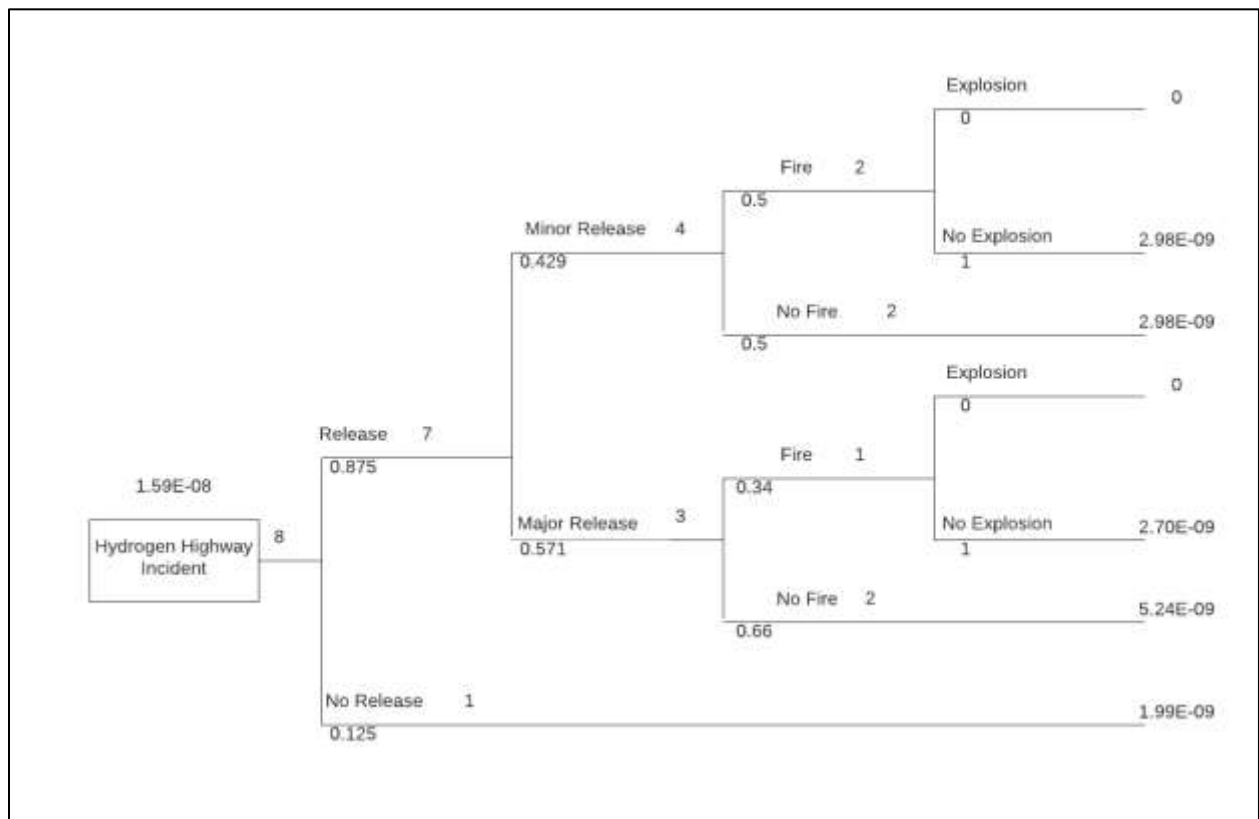 Explosion
0
0
Fire 2
0.5
No Explosion
2.98E-09
1
Minor Release 4
0.429
No Fire 2
2.98E-09
0.5
Explosion
0
0
Release 7
0.875
Fire 1
0.34
1.59E-08
No Explosion
2.70E-09
1
Major Release 3
0.571
Hydrogen Highway
Incident
8
No Fire 2
5.24E-09
0.66
No Release 1
1.99E-09
0.125